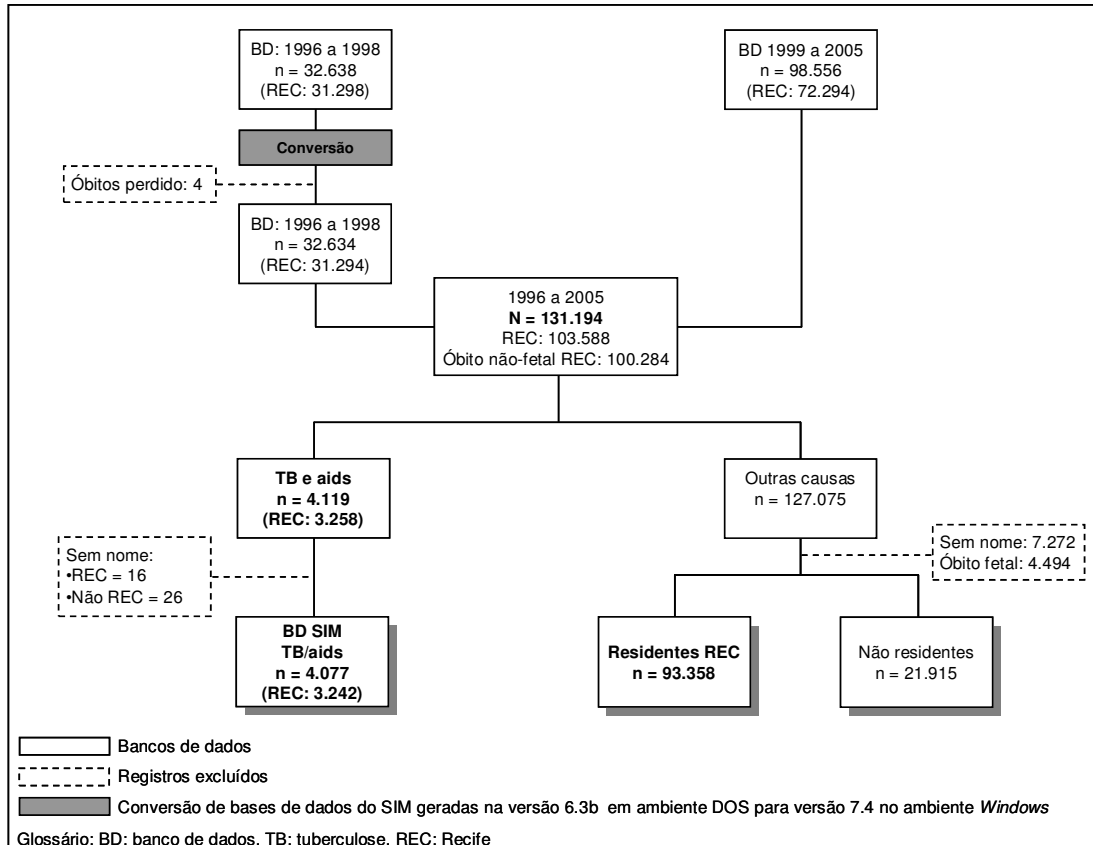 BD: 1996 a 1998
n = 32.638
(REC: 31.298)
BD 1999 a 2005
n = 98.556
(REC: 72.294)
Conversão
Óbitos perdido: 4
BD: 1996 a 1998
n = 32.634
(REC: 31.294)
1996 a 2005
N = 131.194
REC: 103.588
Óbito não-fetal REC: 100.284
TB e aids
n = 4.119
(REC: 3.258)
Outras causas
n = 127.075
Sem nome:
•REC = 16
•Não REC = 26
Sem nome: 7.272
Óbito fetal: 4.494
BD SIM
TB/aids
n = 4.077
(REC: 3.242)
Residentes REC
n = 93.358
Não residentes
n = 21.915
Bancos de dados
Registros excluídos
Conversão de bases de dados do SIM geradas na versão 6.3b em ambiente DOS para versão 7.4 no ambiente Windows
Glossário: BD: banco de dados, TB: tuberculose, REC: Recife